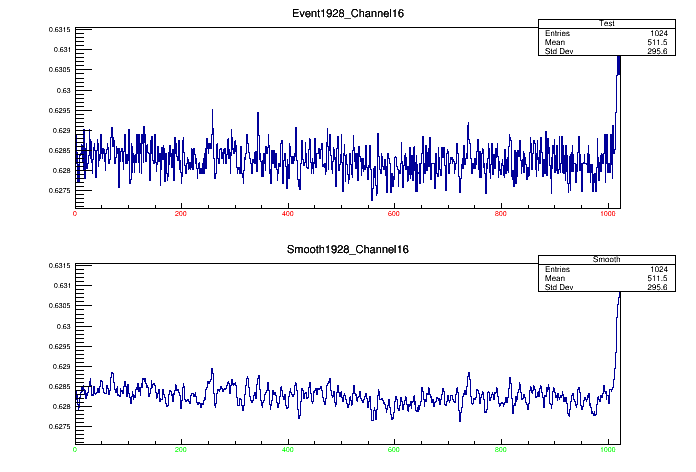 Event1928_Channel16
Test
Entries 1024
Mean 511.5
Std Dev 295.6
0.6315
0.631
0.6305
0.63
0.6295
0.629
0.6285
0.628
0.6275
0 200 400 600 800 1000
Smooth1928_Channel16
Smooth
Entries 1024
Mean 511.5
Std Dev 295.6
0.6315
0.631
0.6305
0.63
0.6295
0.629
0.6285
0.628
0.6275
0 200 400 600 800 1000